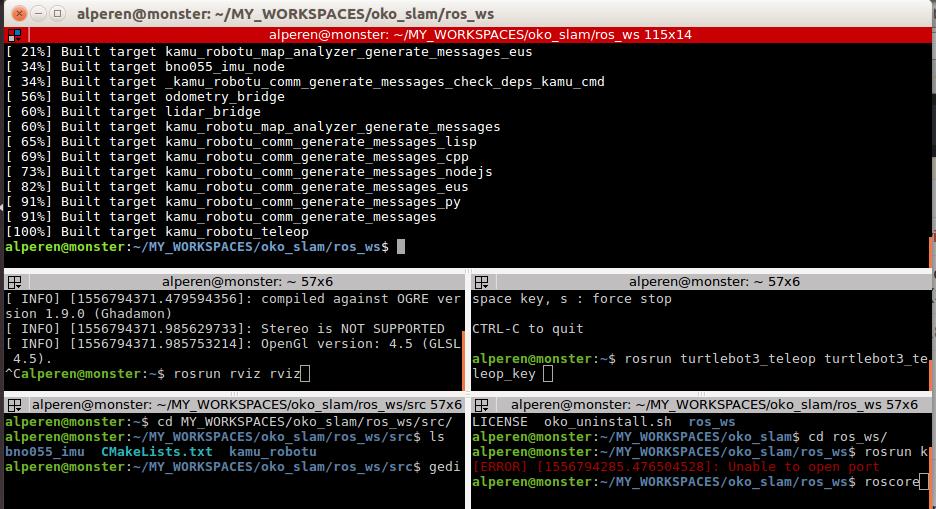 alperen@monster: ~/MY_WORKSPACES/oko_slam/ros_ws
alperen@monster: ~/MY_WORKSPACES/oko_slam/ros_ws 115x14
[ 21%] Built target kamu_robotu_map_analyzer_generate_messages_eus
[ 34%] Built target bno055_imu_node
[ 34%] Built target _kamu_robotu_comm_generate_messages_check_deps_kamu_cmd
[ 56%] Built target odometry_bridge
[ 60%] Built target lidar_bridge
[ 60%] Built target kamu_robotu_map_analyzer_generate_messages
[ 65%] Built target kamu_robotu_comm_generate_messages_lisp
[ 69%] Built target kamu_robotu_comm_generate_messages_cpp
[ 73%] Built target kamu_robotu_comm_generate_messages_nodejs
[ 82%] Built target kamu_robotu_comm_generate_messages_eus
[ 91%] Built target kamu_robotu_comm_generate_messages_py
[ 91%] Built target kamu_robotu_comm_generate_messages
[100%] Built target kamu_robotu_teleop
alperen@monster:~/MY_WORKSPACES/oko_slam/ros_ws$
alperen@monster: ~ 57x6
[ INFO] [1556794371.479594356]: compiled against OGRE ver
sion 1.9.0 (Ghadamon)
[ INFO] [1556794371.985629733]: Stereo is NOT SUPPORTED
[ INFO] [1556794371.985753214]: OpenGl version: 4.5 (GLSL
4.5).
^Calperen@monster:~$ rosrun rviz rviz
alperen@monster: ~ 57x6
space key, s : force stop
CTRL-C to quit
alperen@monster:~$ rosrun turtlebot3_teleop turtlebot3_te
leop_key
alperen@monster: ~/MY_WORKSPACES/oko_slam/ros_ws/src 57x6
alperen@monster:~$ cd MY_WORKSPACES/oko_slam/ros_ws/src/
alperen@monster:~/MY_WORKSPACES/oko_slam/ros_ws/src$ ls
bno055_imu CMakeLists.txt kamu_robotu
alperen@monster:~/MY_WORKSPACES/oko_slam/ros_ws/src$ gedi
alperen@monster: ~/MY_WORKSPACES/oko_slam/ros_ws 57x6
LICENSE oko_uninstall.sh ros_ws
alperen@monster:~/MY_WORKSPACES/oko_slam$ cd ros_ws/
alperen@monster:~/MY_WORKSPACES/oko_slam/ros_ws$ rosrun k
[ERROR] [1556794285.476504528]: Unable to open port
alperen@monster:~/MY_WORKSPACES/oko_slam/ros_ws$ roscore